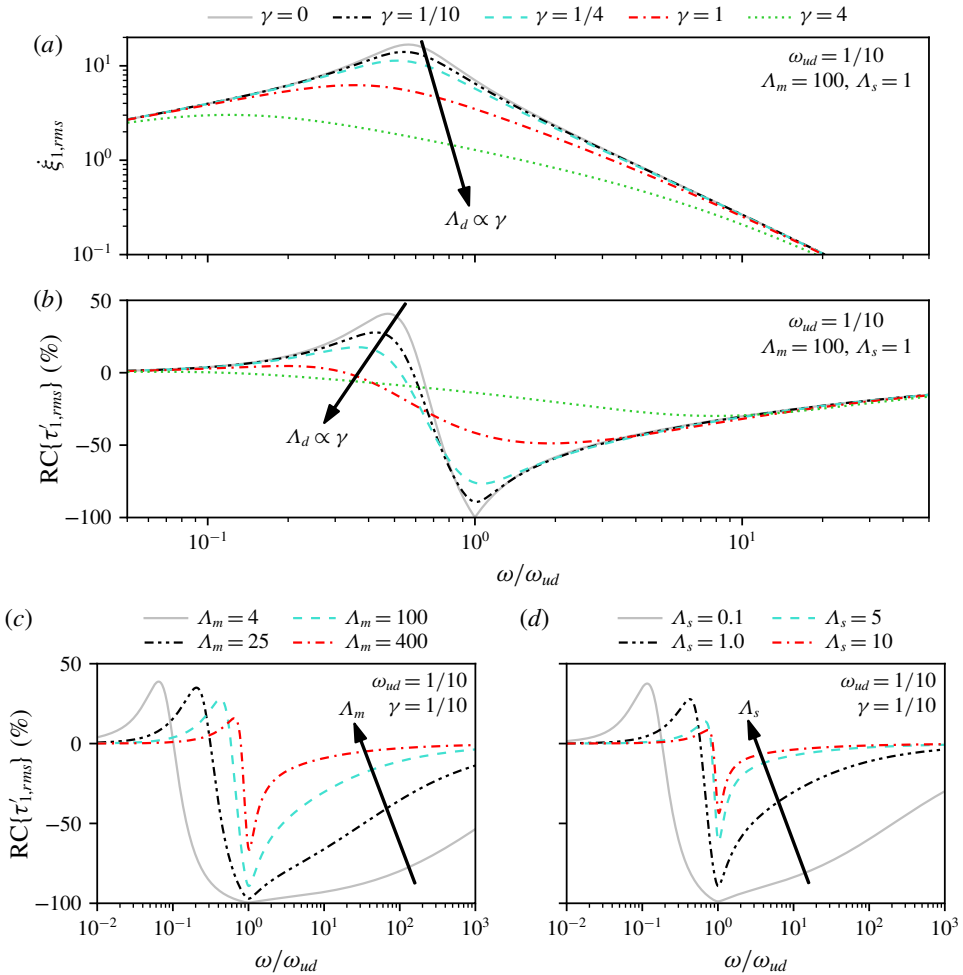 γ = 0 γ = 1/10 γ = 1/4 γ = 1 γ = 4
(a)
ω_ud = 1/10
Λ_m = 100, Λ_s = 1
10^1
10^0
10^−1
ξ̇_1,rms
Λ_d ∝ γ
(b)
ω_ud = 1/10
Λ_m = 100, Λ_s = 1
50
0
−50
−100
RC{τ′_1,rms} (%)
Λ_d ∝ γ
10^−1 10^0 10^1
ω/ω_ud
(c)
Λ_m = 4 Λ_m = 100
Λ_m = 25 Λ_m = 400
ω_ud = 1/10
γ = 1/10
Λ_m
50
0
−50
−100
RC{τ′_1,rms} (%)
10^−2 10^−1 10^0 10^1 10^2 10^3
ω/ω_ud
(d)
Λ_s = 0.1 Λ_s = 5
Λ_s = 1.0 Λ_s = 10
ω_ud = 1/10
γ = 1/10
Λ_s
50
0
−50
−100
10^−2 10^−1 10^0 10^1 10^2 10^3
ω/ω_ud